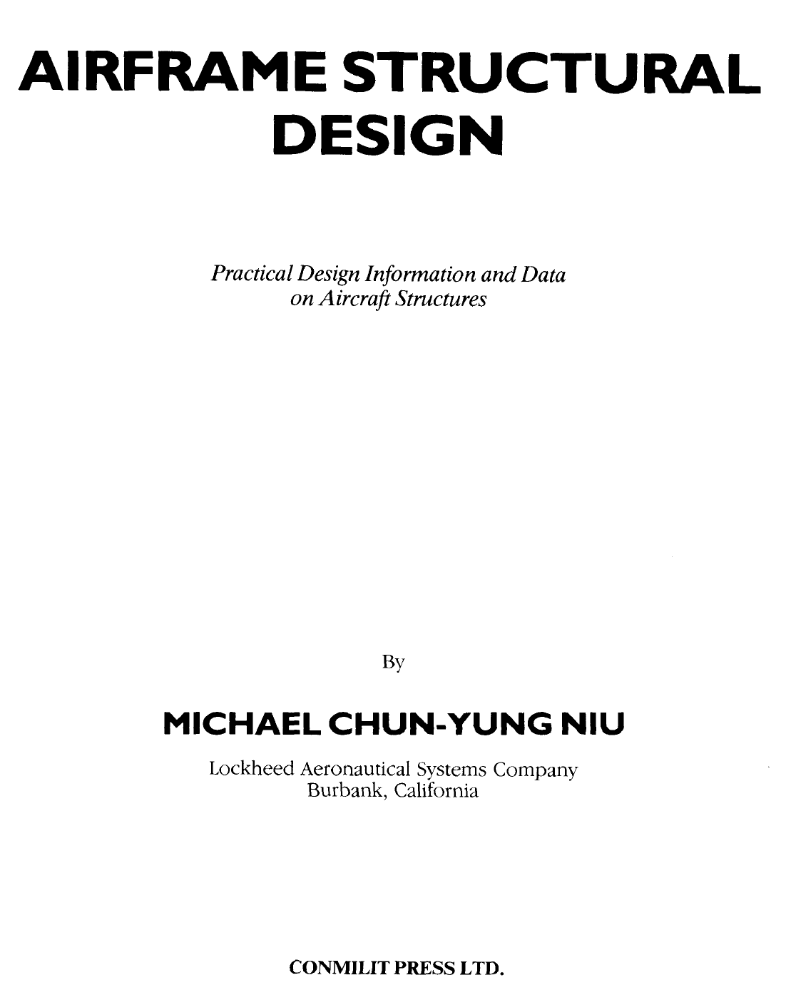 AIRFRAME STRUCTURAL
DESIGN
Practical Design Information and Data
on Aircraft Structures
By
MICHAEL CHUN-YUNG NIU
Lockheed Aeronautical Systems Company
Burbank, California
CONMILIT PRESS LTD.